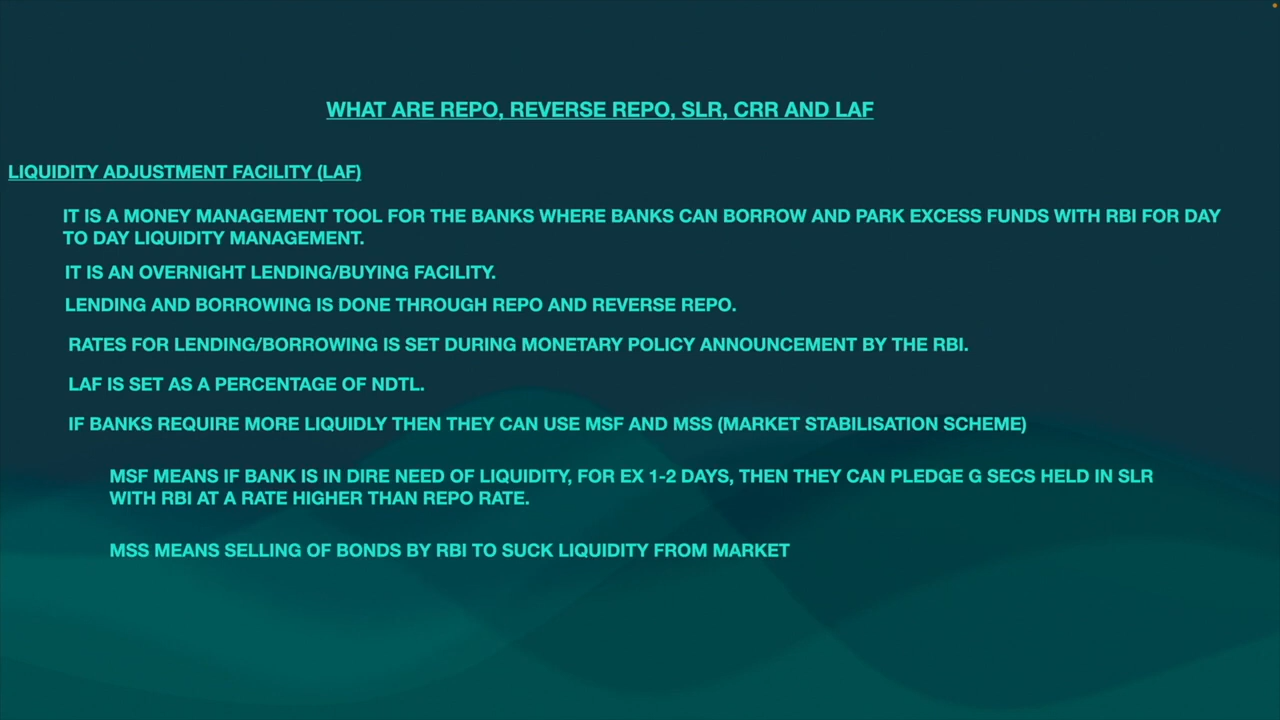 WHAT ARE REPO, REVERSE REPO, SLR, CRR AND LAF
LIQUIDITY ADJUSTMENT FACILITY (LAF)
IT IS A MONEY MANAGEMENT TOOL FOR THE BANKS WHERE BANKS CAN BORROW AND PARK EXCESS FUNDS WITH RBI FOR DAY
TO DAY LIQUIDITY MANAGEMENT.
IT IS AN OVERNIGHT LENDING/BUYING FACILITY.
LENDING AND BORROWING IS DONE THROUGH REPO AND REVERSE REPO.
RATES FOR LENDING/BORROWING IS SET DURING MONETARY POLICY ANNOUNCEMENT BY THE RBI.
LAF IS SET AS A PERCENTAGE OF NDTL.
IF BANKS REQUIRE MORE LIQUIDLY THEN THEY CAN USE MSF AND MSS (MARKET STABILISATION SCHEME)
MSF MEANS IF BANK IS IN DIRE NEED OF LIQUIDITY, FOR EX 1-2 DAYS, THEN THEY CAN PLEDGE G SECS HELD IN SLR
WITH RBI AT A RATE HIGHER THAN REPO RATE.
MSS MEANS SELLING OF BONDS BY RBI TO SUCK LIQUIDITY FROM MARKET